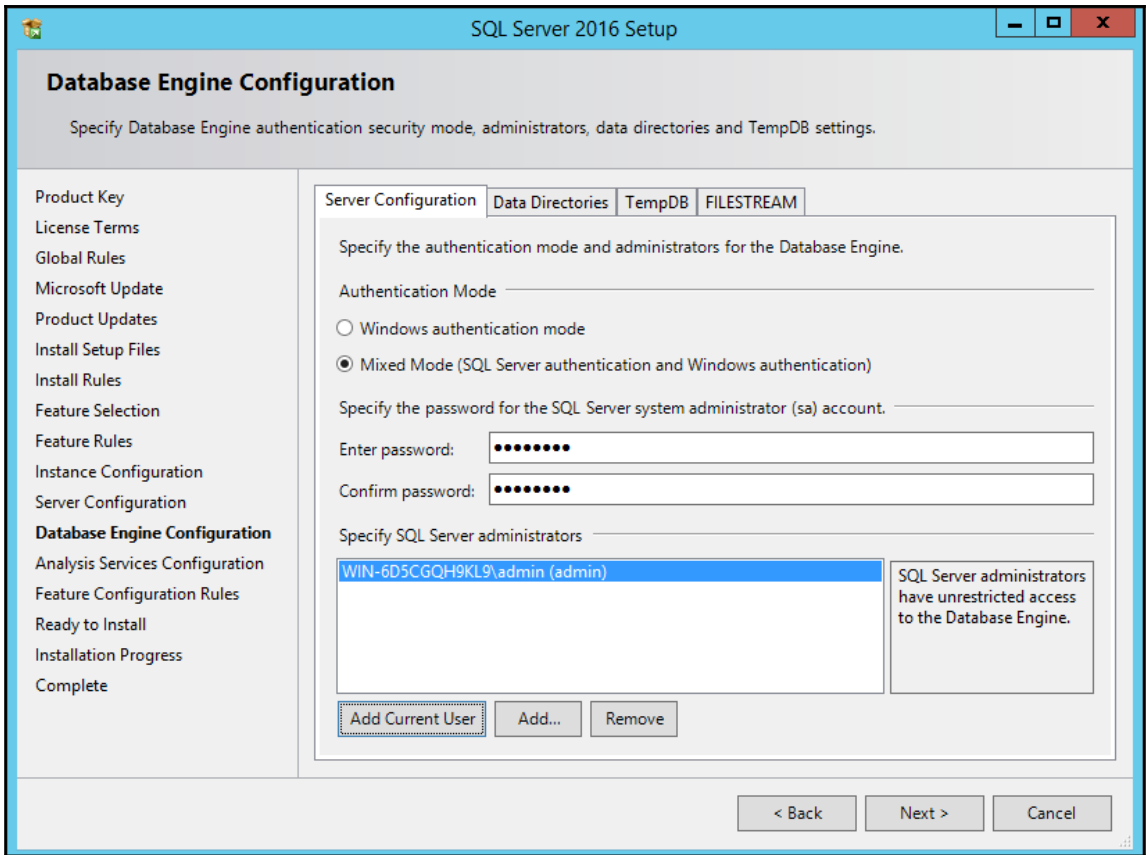 SQL Server 2016 Setup
Database Engine Configuration
Specify Database Engine authentication security mode, administrators, data directories and TempDB settings.
Product Key
License Terms
Global Rules
Microsoft Update
Product Updates
Install Setup Files
Install Rules
Feature Selection
Feature Rules
Instance Configuration
Server Configuration
Database Engine Configuration
Analysis Services Configuration
Feature Configuration Rules
Ready to Install
Installation Progress
Complete
Server Configuration Data Directories TempDB FILESTREAM
Specify the authentication mode and administrators for the Database Engine.
Authentication Mode
Windows authentication mode
Mixed Mode (SQL Server authentication and Windows authentication)
Specify the password for the SQL Server system administrator (sa) account.
Enter password: ●●●●●●●●
Confirm password: ●●●●●●●●
Specify SQL Server administrators
WIN-6D5CGQH9KL9\admin (admin)
SQL Server administrators
have unrestricted access
to the Database Engine.
Add Current User Add... Remove
< Back Next > Cancel